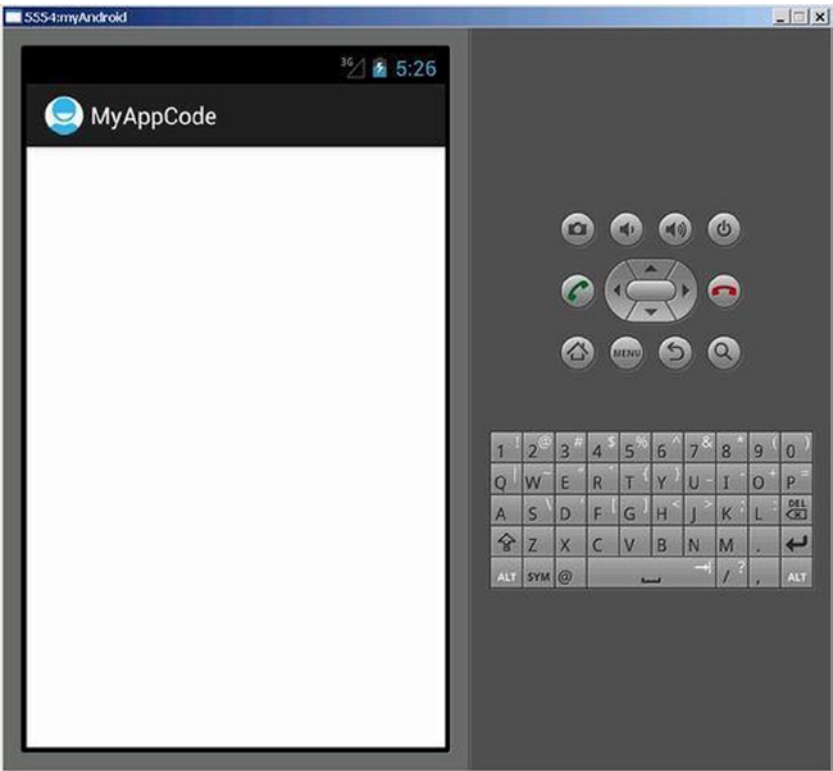 5554:myAndroid
3G 5:26
MyAppCode
MENU
1 ! 2 @ 3 # 4 $ 5 % 6 ^ 7 & 8 * 9 ( 0 )
Q | W ~ E " R ` T { Y } U _ I - O + P =
A S \ D ' F [ G ] H < J > K ; L : DEL
Z X C V B N M .
ALT SYM @ / ? , ALT